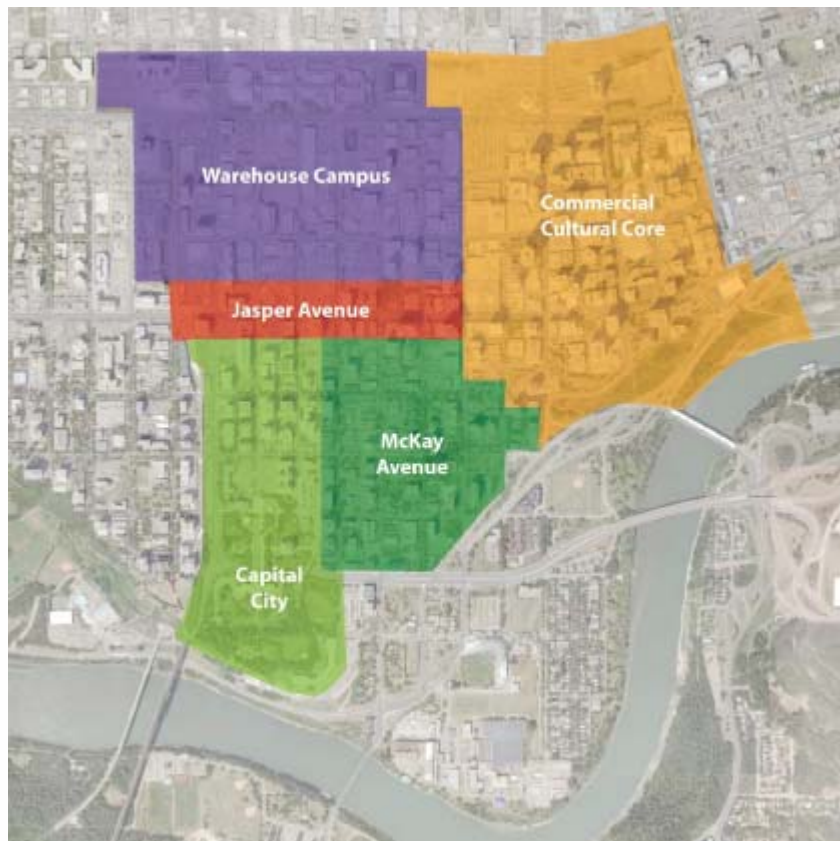 Warehouse Campus
Commercial
Cultural Core
Jasper Avenue
McKay
Avenue
Capital
City